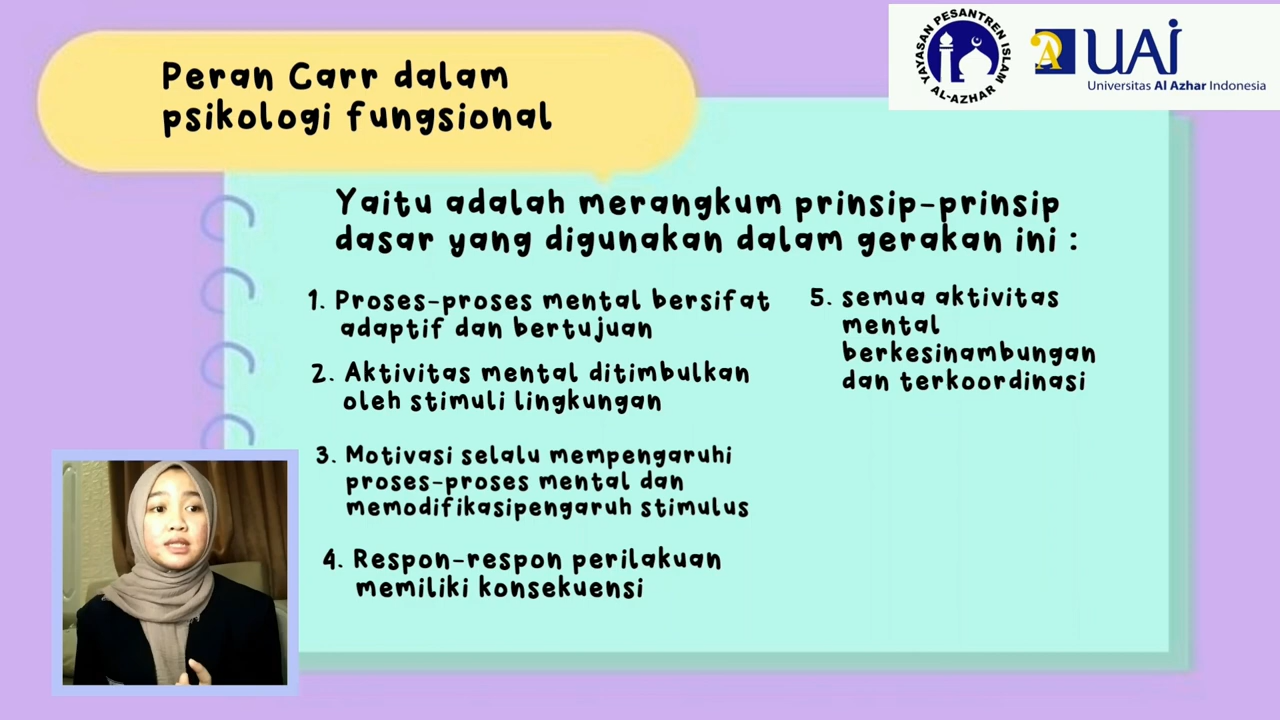 Peran Carr dalam
psikologi fungsional
YAYASAN PESANTREN ISLAM
AL-AZHAR
UAI
Universitas Al Azhar Indonesia
Yaitu adalah merangkum prinsip-prinsip
dasar yang digunakan dalam gerakan ini :
1. Proses-proses mental bersifat
adaptif dan bertujuan
2. Aktivitas mental ditimbulkan
oleh stimuli lingkungan
3. Motivasi selalu mempengaruhi
proses-proses mental dan
memodifikasipengaruh stimulus
4. Respon-respon perilakuan
memiliki konsekuensi
5. semua aktivitas
mental
berkesinambungan
dan terkoordinasi